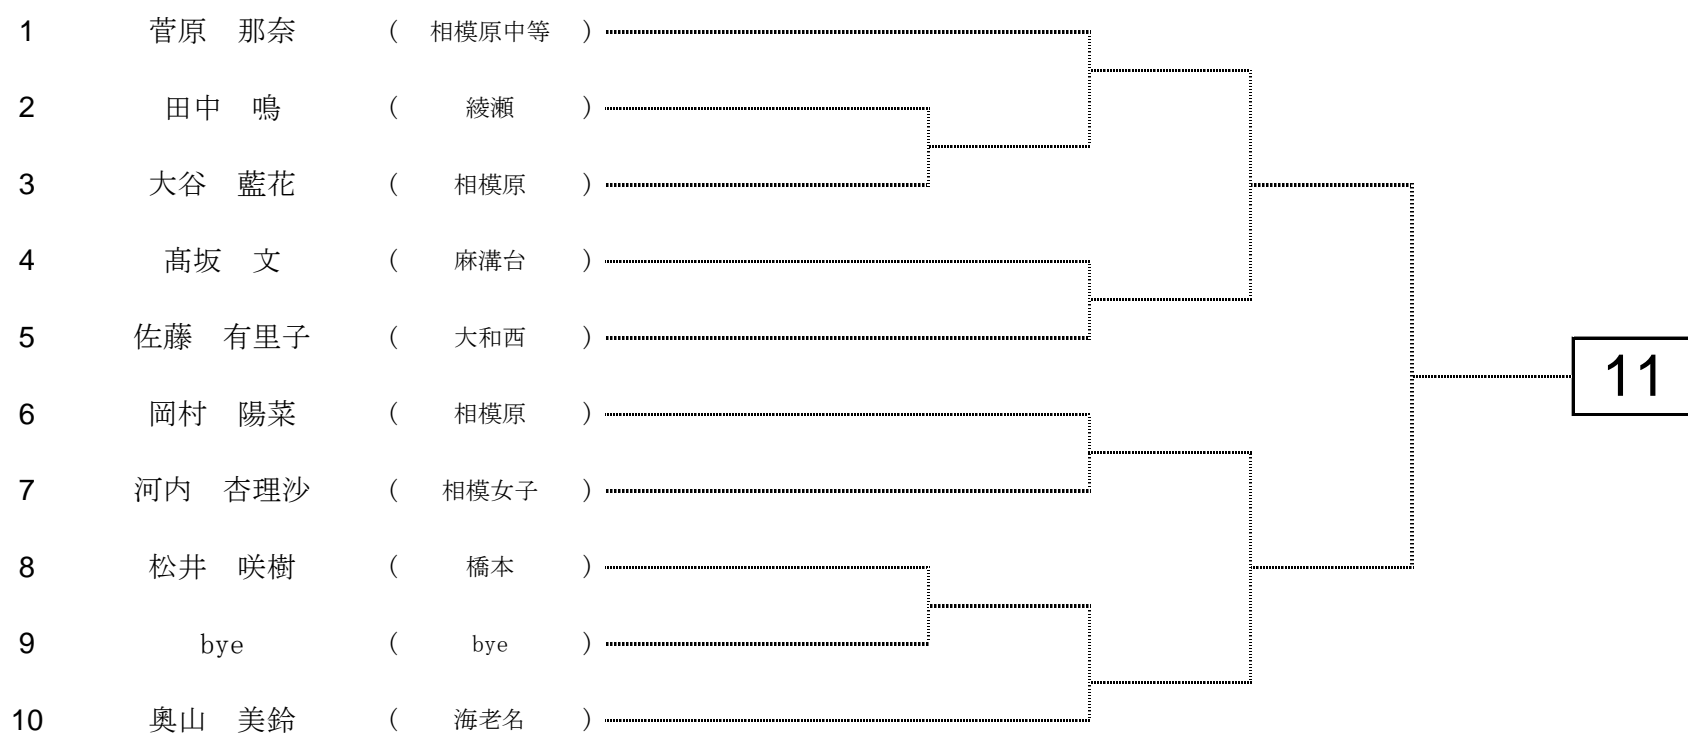 1 菅原 那奈 ( 相模原中等 )
2 田中 鳴 ( 綾瀬 )
3 大谷 藍花 ( 相模原 )
4 髙坂 文 ( 麻溝台 )
5 佐藤 有里子 ( 大和西 )
11
6 岡村 陽菜 ( 相模原 )
7 河内 杏理沙 ( 相模女子 )
8 松井 咲樹 ( 橋本 )
9 bye ( bye )
10 奥山 美鈴 ( 海老名 )